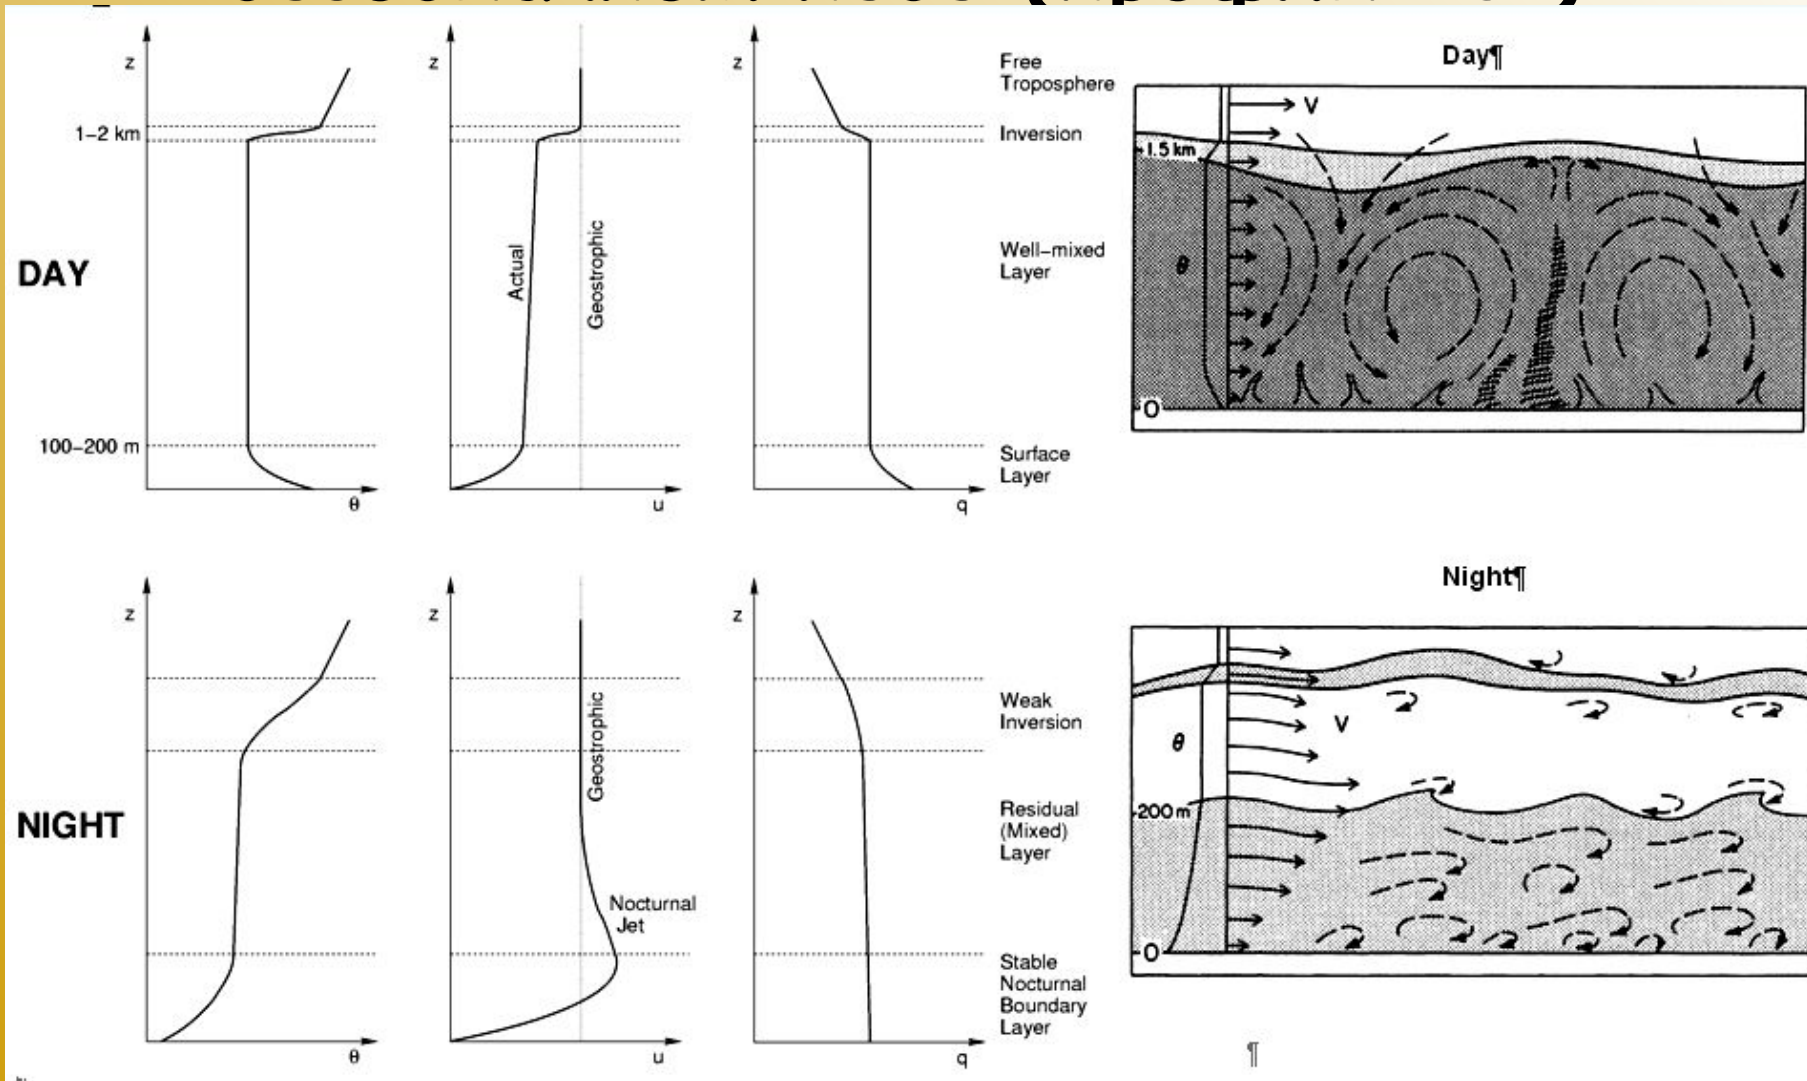 z
z
z
Free
Troposphere
1–2 km
Inversion
DAY
Actual
Geostrophic
Well–mixed
Layer
100–200 m
Surface
Layer
θ
u
q
Day¶
V
1.5 km
θ
0
z
z
z
Weak
Inversion
NIGHT
Geostrophic
Residual
(Mixed)
Layer
Nocturnal
Jet
Stable
Nocturnal
Boundary
Layer
θ
u
q
Night¶
V
θ
200 m
0
¶